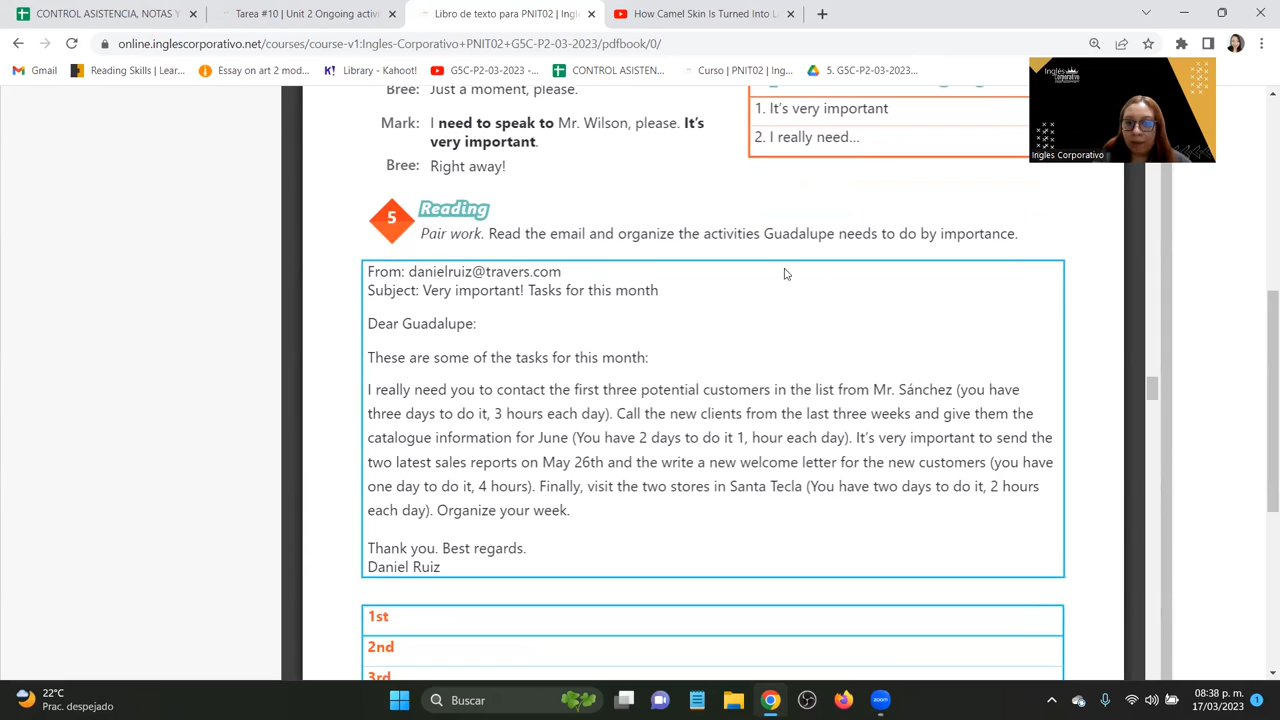 CONTROL ASISTENCIA, NOTAS Y
Tarea #10 | Unit 2 Ongoing activi
Libro de texto para PNIT02 | Ingl
How Camel Skin Is Turned Into L
online.inglescorporativo.net/courses/course-v1:Ingles-Corporativo+PNIT02+G5C-P2-03-2023/pdfbook/0/
Gmail
Reading Skills | Lear...
Essay on art 2 mod...
Library - Kahoot!
G5C-P2-03-2023 -...
CONTROL ASISTEN...
Curso | PNIT02 | Ing...
5. G5C-P2-03-2023...
Bree: Just a moment, please.
Mark: I need to speak to Mr. Wilson, please. It's
very important.
Bree: Right away!
1. It's very important
2. I really need...
Inglés
Corporativo
Ingles Corporativo
5
Reading
Pair work. Read the email and organize the activities Guadalupe needs to do by importance.
From: danielruiz@travers.com
Subject: Very important! Tasks for this month
Dear Guadalupe:
These are some of the tasks for this month:
I really need you to contact the first three potential customers in the list from Mr. Sánchez (you have
three days to do it, 3 hours each day). Call the new clients from the last three weeks and give them the
catalogue information for June (You have 2 days to do it 1, hour each day). It's very important to send the
two latest sales reports on May 26th and the write a new welcome letter for the new customers (you have
one day to do it, 4 hours). Finally, visit the two stores in Santa Tecla (You have two days to do it, 2 hours
each day). Organize your week.
Thank you. Best regards.
Daniel Ruiz
1st
2nd
3rd
22°C
Prac. despejado
Buscar
zoom
08:38 p. m.
17/03/2023
1